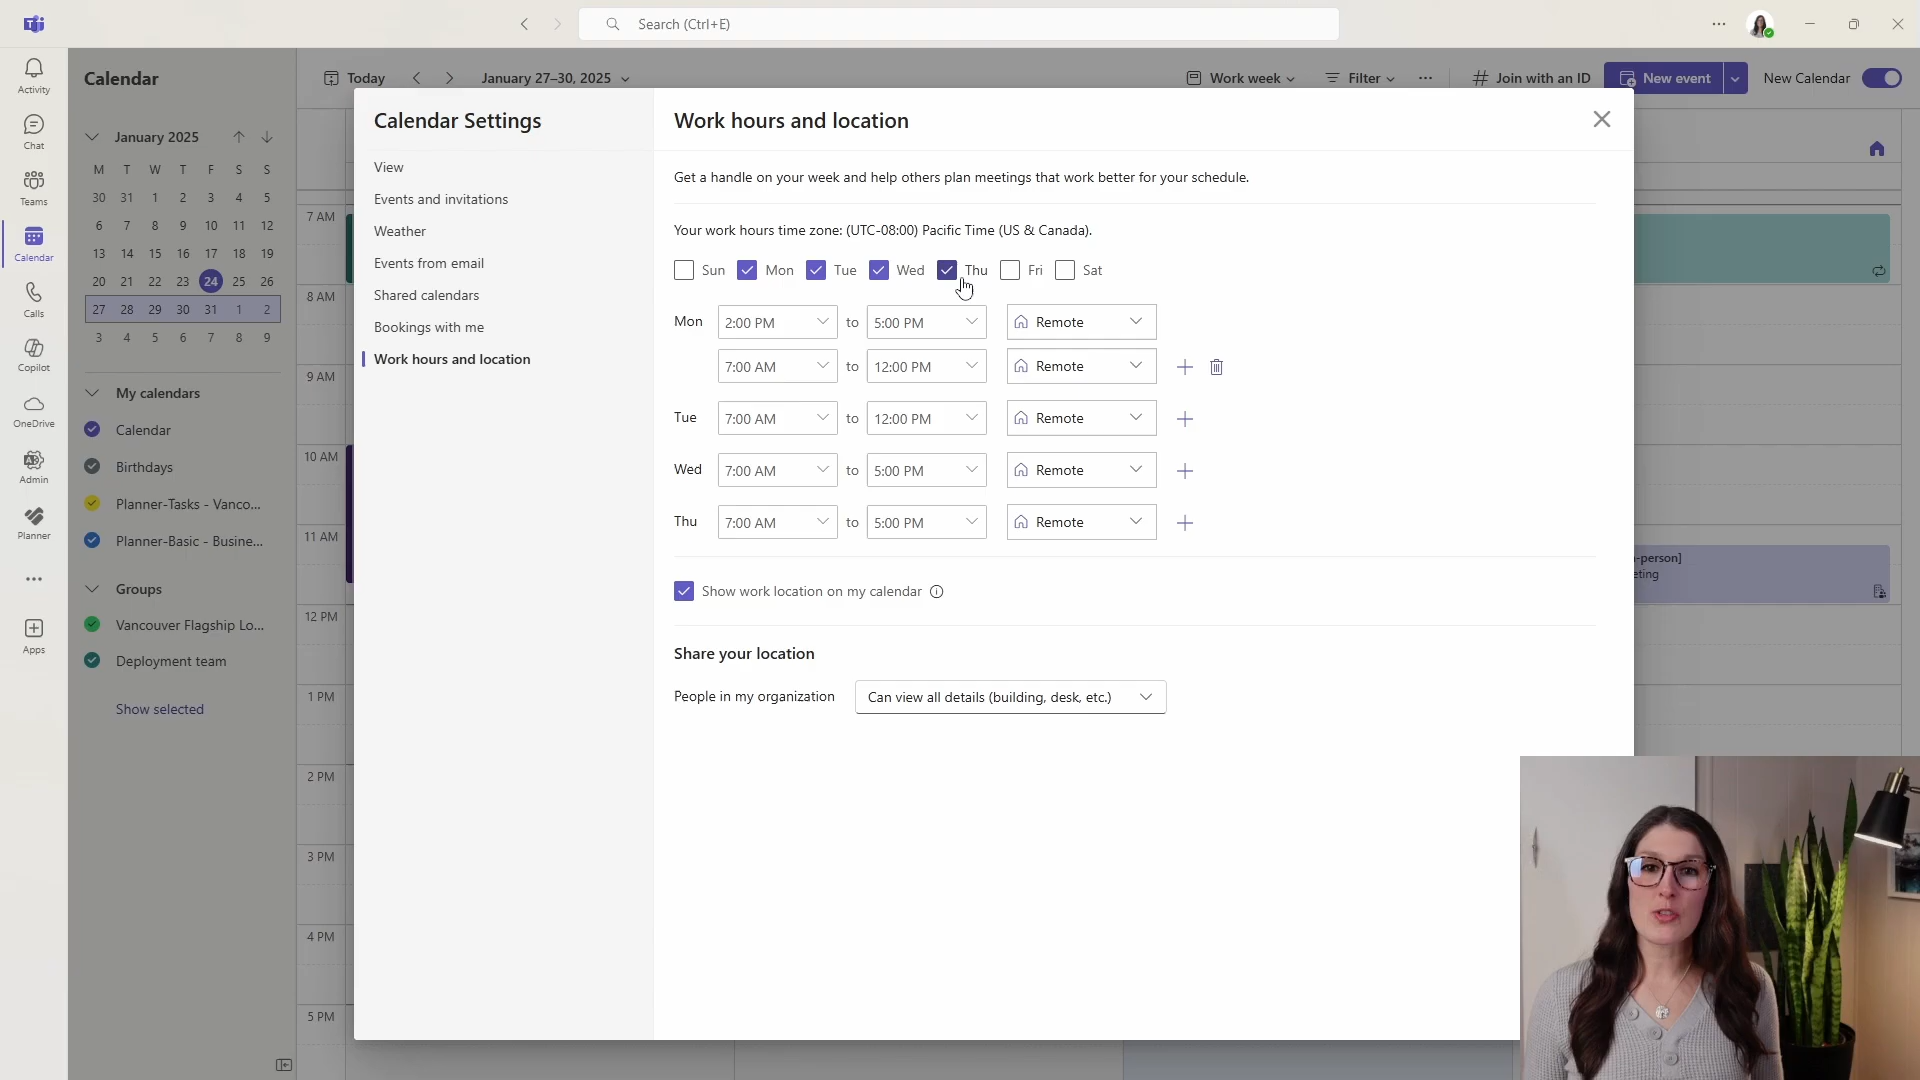 Search (Ctrl+E)
Activity
Chat
Teams
Calendar
Calls
Copilot
OneDrive
Admin
Planner
Apps
Calendar
January 2025
M T W T F S S
30 31 1 2 3 4 5
6 7 8 9 10 11 12
13 14 15 16 17 18 19
20 21 22 23 24 25 26
27 28 29 30 31 1 2
3 4 5 6 7 8 9
My calendars
Calendar
Birthdays
Planner-Tasks - Vanco...
Planner-Basic - Busine...
Groups
Vancouver Flagship Lo...
Deployment team
Show selected
Today
January 27–30, 2025
Work week
Filter
Join with an ID
New event
New Calendar
7 AM
8 AM
9 AM
10 AM
11 AM
12 PM
1 PM
2 PM
3 PM
4 PM
5 PM
Calendar Settings
View
Events and invitations
Weather
Events from email
Shared calendars
Bookings with me
Work hours and location
Work hours and location
Get a handle on your week and help others plan meetings that work better for your schedule.
Your work hours time zone: (UTC-08:00) Pacific Time (US & Canada).
Sun Mon Tue Wed Thu Fri Sat
Mon 2:00 PM to 5:00 PM Remote
7:00 AM to 12:00 PM Remote
Tue 7:00 AM to 12:00 PM Remote
Wed 7:00 AM to 5:00 PM Remote
Thu 7:00 AM to 5:00 PM Remote
Show work location on my calendar
Share your location
People in my organization Can view all details (building, desk, etc.)
-person]
eting